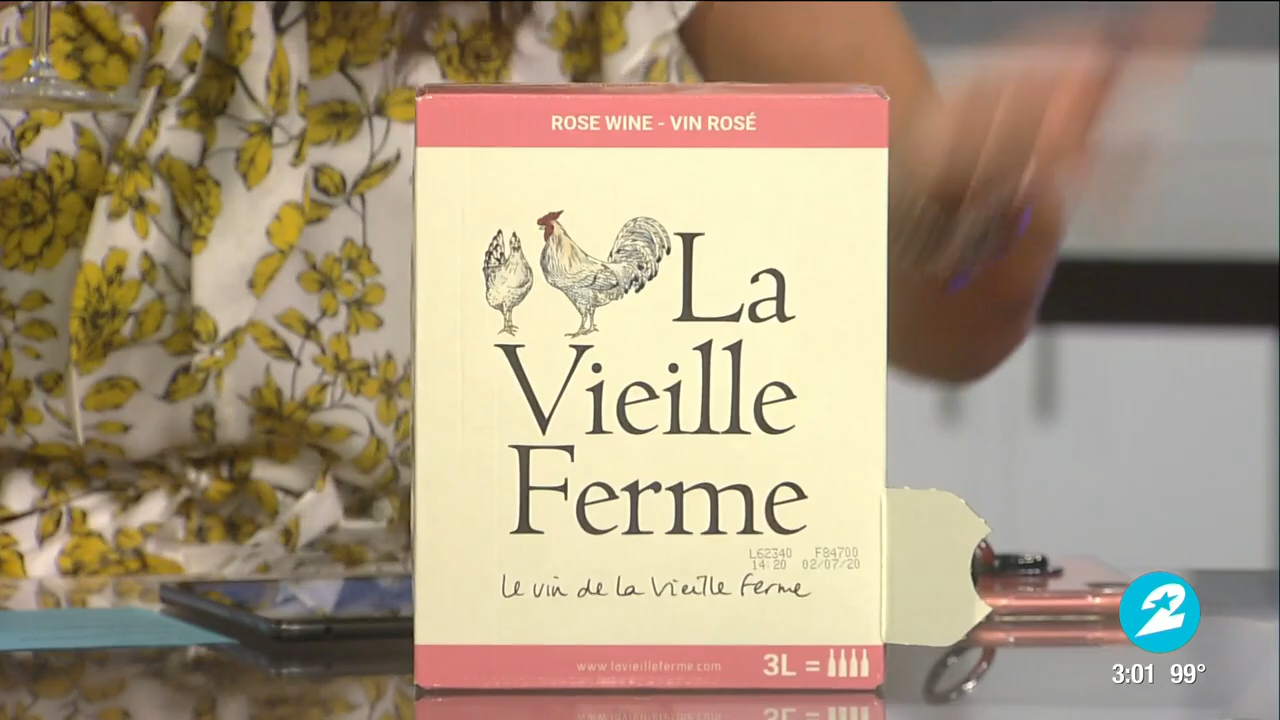 ROSE WINE - VIN ROSÉ
La
Vieille
Ferme
L62340 F84700
14:20 02/07/20
Le vin de La Vieille Ferme
www.lavieilleferme.com
3L =
2
3:01 99°